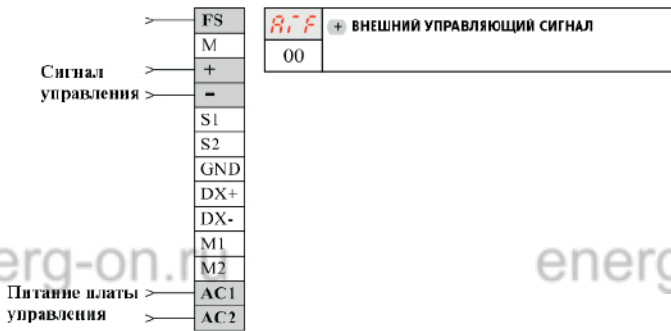 FS
M
+
-
S1
S2
GND
DX+
DX-
M1
M2
AC1
AC2
Сигнал
управления
Питание платы
управления
+ ВНЕШНИЙ УПРАВЛЯЮЩИЙ СИГНАЛ
00
erg-on.ru
energ